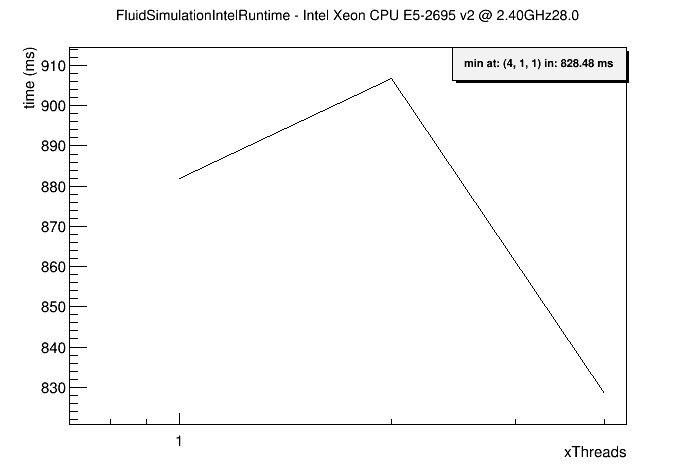 FluidSimulationIntelRuntime - Intel Xeon CPU E5-2695 v2 @ 2.40GHz28.0
time (ms)
min at: (4, 1, 1) in: 828.48 ms
910
900
890
880
870
860
850
840
830
1
xThreads